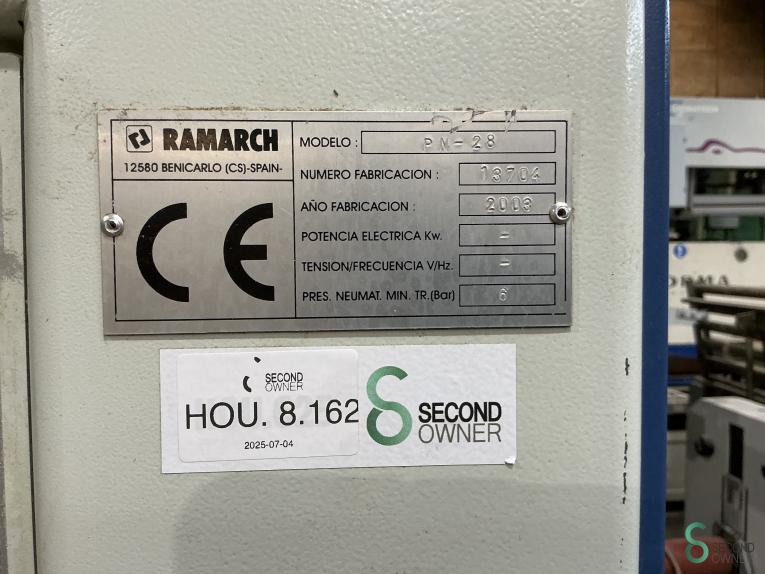 RAMARCH
12580 BENICARLO (CS)-SPAIN-
CE
MODELO : PN-28
NUMERO FABRICACION : 13704
AÑO FABRICACION : 2003
POTENCIA ELECTRICA Kw. -
TENSION/FRECUENCIA V/Hz. -
PRES. NEUMAT. MIN. TR.(Bar) 6
SECOND
OWNER
HOU. 8.162
2025-07-04
SECOND
OWNER
ORMA
SECOND
OWNER